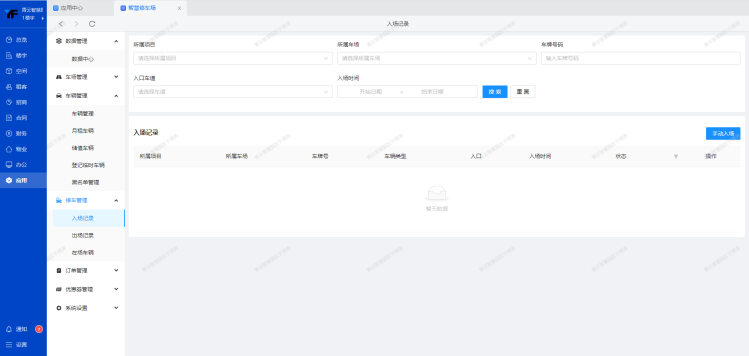 应用中心
智慧停车场
1楼宇
入场记录
总览
楼宇
空间
租客
招商
合同
财务
物业
办公
应用
通知
设置
数据管理
数据中心
车场管理
车辆管理
车辆管理
月租车辆
储值车辆
登记临时车辆
黑名单管理
停车管理
入场记录
出场记录
在场车辆
订单管理
优惠券管理
系统设置
所属项目
所属车场
车牌号码
请选择所属项目
请选择所属车场
输入车牌号码
入口车道
入场时间
请选择车道
开始日期
~
结束日期
搜 索
重 置
入场记录
手动入场
所属项目
所属车场
车牌号
车辆类型
入口
入场时间
状态
操作
暂无数据